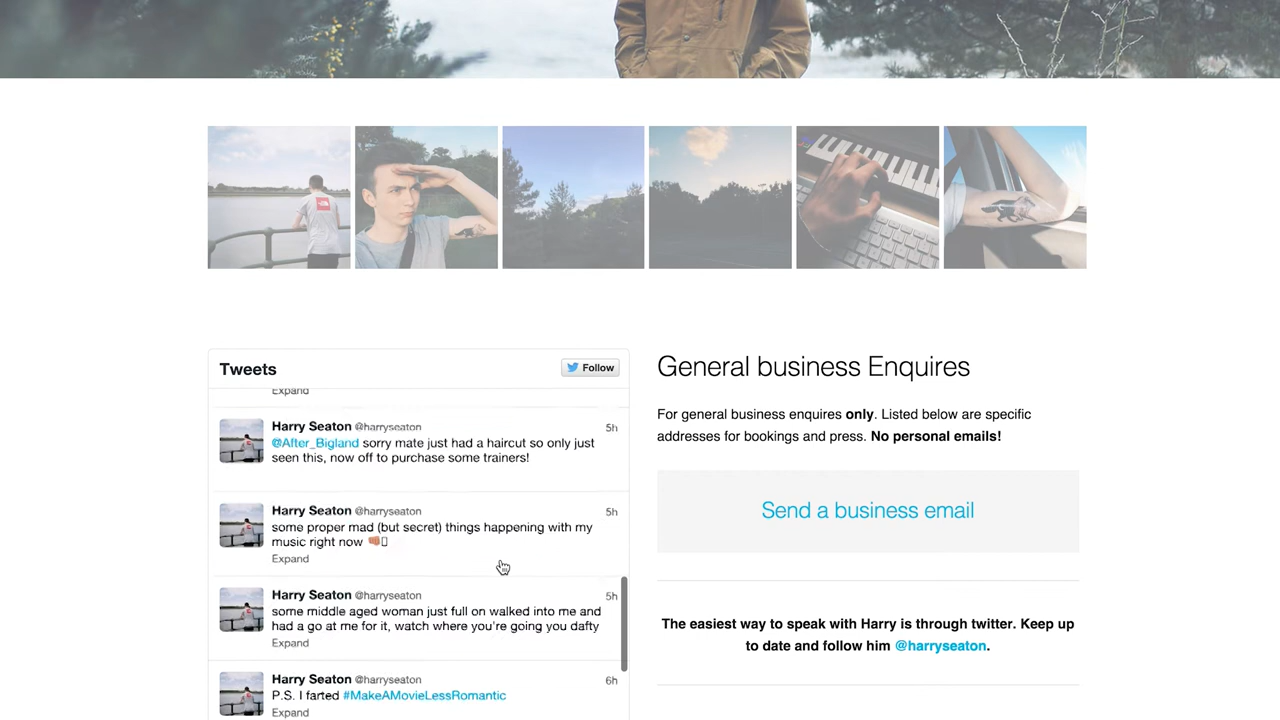 Tweets
Follow
Expand
Harry Seaton @harryseaton 5h
@After_Bigland sorry mate just had a haircut so only just
seen this, now off to purchase some trainers!
Harry Seaton @harryseaton 5h
some proper mad (but secret) things happening with my
music right now
Expand
Harry Seaton @harryseaton 5h
some middle aged woman just full on walked into me and
had a go at me for it, watch where you're going you dafty
Expand
Harry Seaton @harryseaton 6h
P.S. I farted #MakeAMovieLessRomantic
Expand
General business Enquires
For general business enquires only. Listed below are specific
addresses for bookings and press. No personal emails!
Send a business email
The easiest way to speak with Harry is through twitter. Keep up
to date and follow him @harryseaton.